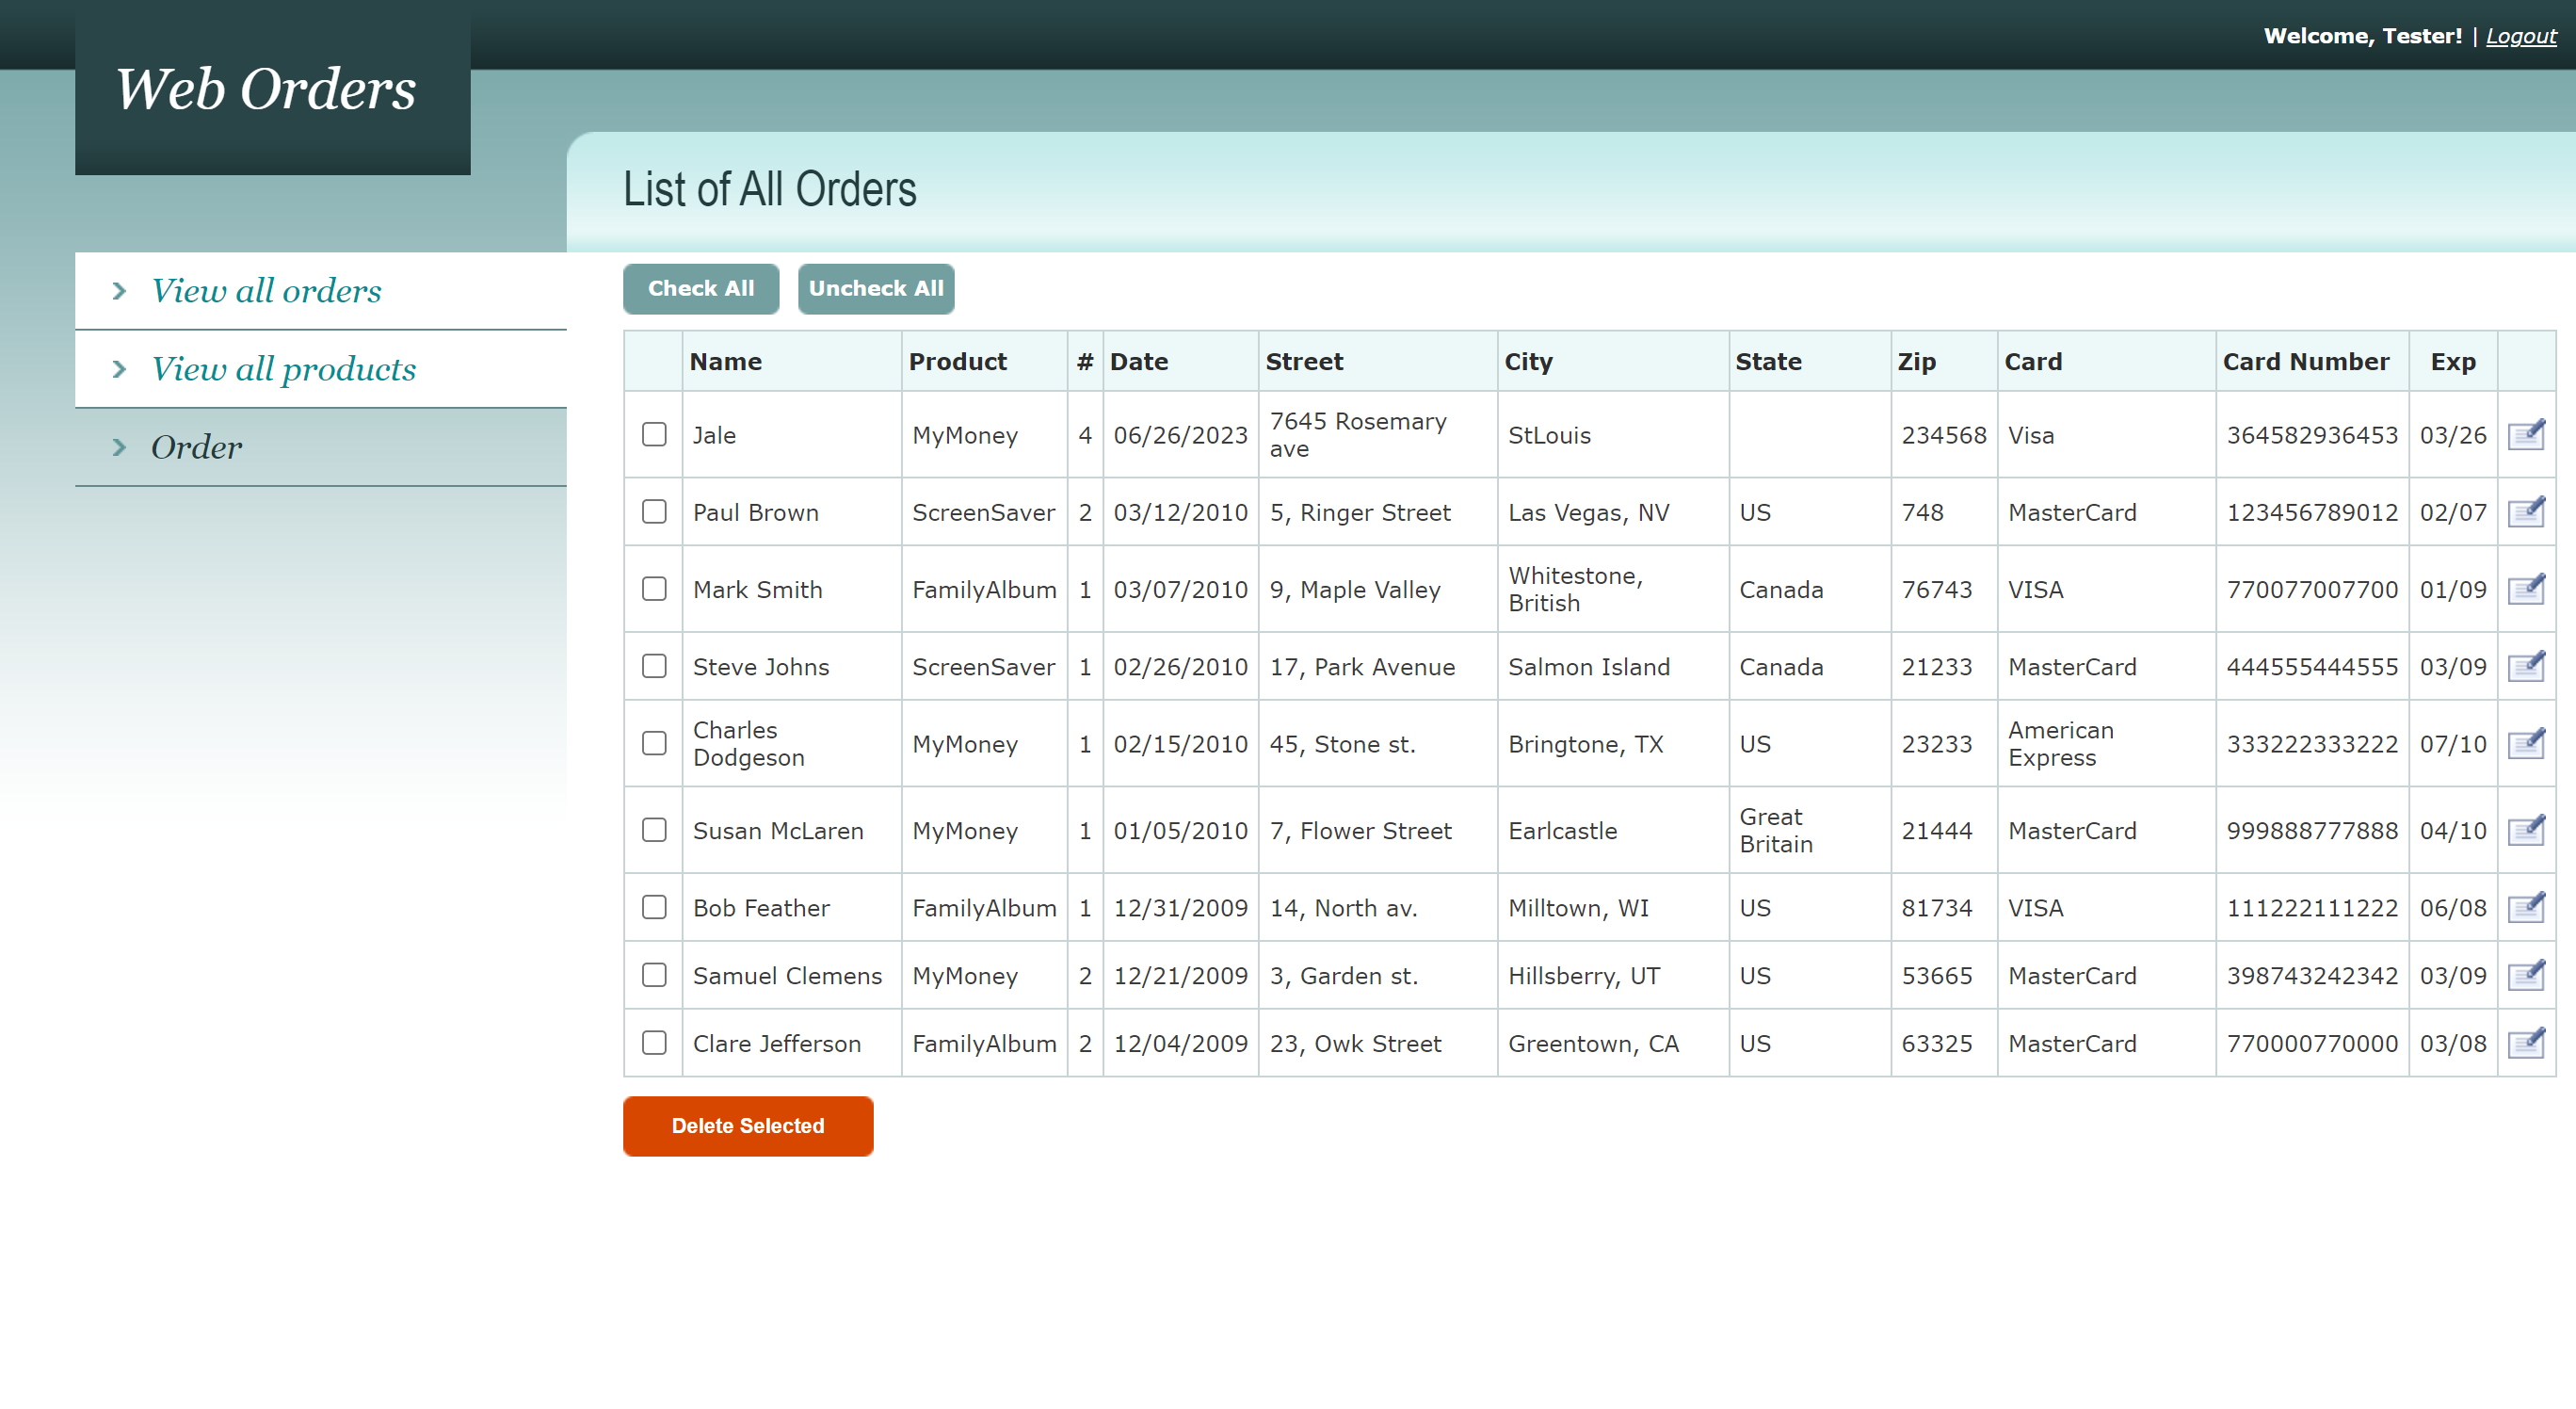 Welcome, Tester! | Logout
Web Orders
List of All Orders
View all orders
View all products
Order
Check All Uncheck All
Name Product # Date Street City State Zip Card Card Number Exp
Jale MyMoney 4 06/26/2023 7645 Rosemary ave StLouis 234568 Visa 364582936453 03/26
Paul Brown ScreenSaver 2 03/12/2010 5, Ringer Street Las Vegas, NV US 748 MasterCard 123456789012 02/07
Mark Smith FamilyAlbum 1 03/07/2010 9, Maple Valley Whitestone, British Canada 76743 VISA 770077007700 01/09
Steve Johns ScreenSaver 1 02/26/2010 17, Park Avenue Salmon Island Canada 21233 MasterCard 444555444555 03/09
Charles Dodgeson MyMoney 1 02/15/2010 45, Stone st. Bringtone, TX US 23233 American Express 333222333222 07/10
Susan McLaren MyMoney 1 01/05/2010 7, Flower Street Earlcastle Great Britain 21444 MasterCard 999888777888 04/10
Bob Feather FamilyAlbum 1 12/31/2009 14, North av. Milltown, WI US 81734 VISA 111222111222 06/08
Samuel Clemens MyMoney 2 12/21/2009 3, Garden st. Hillsberry, UT US 53665 MasterCard 398743242342 03/09
Clare Jefferson FamilyAlbum 2 12/04/2009 23, Owk Street Greentown, CA US 63325 MasterCard 770000770000 03/08
Delete Selected